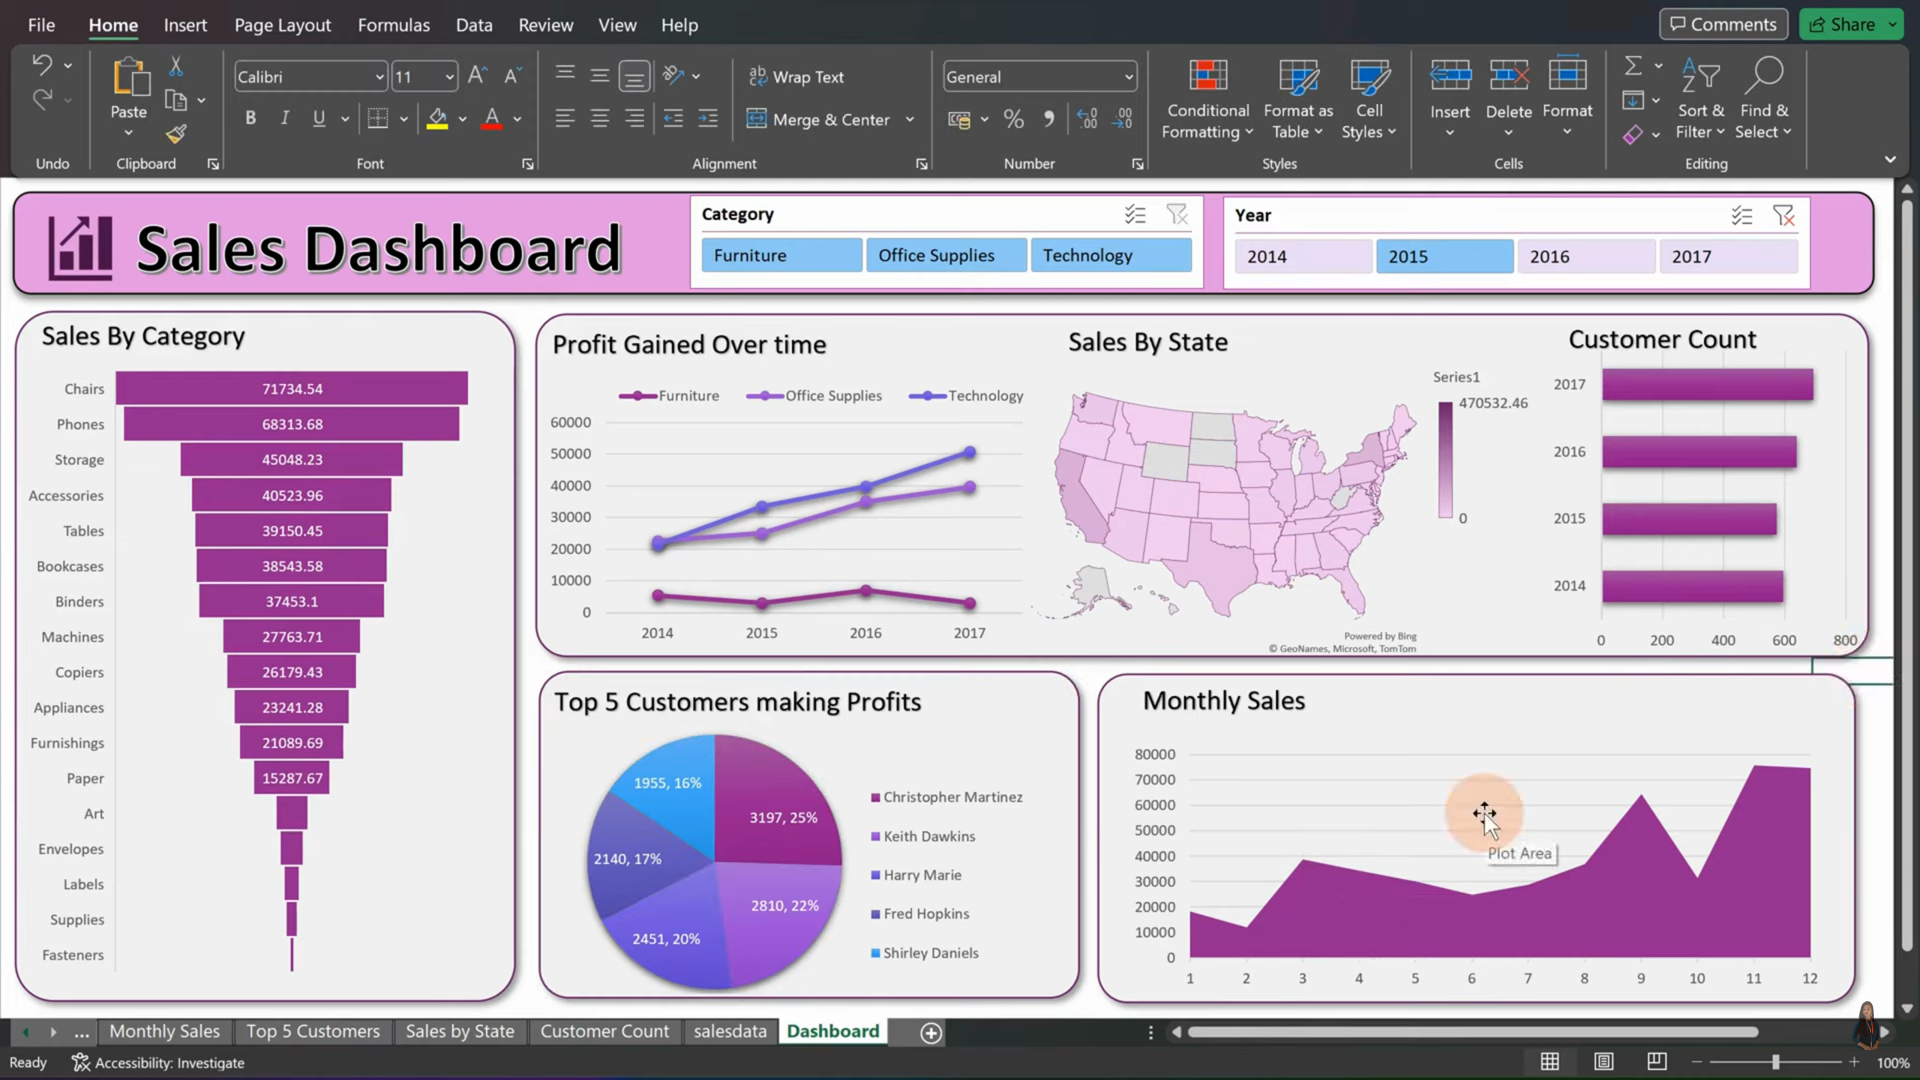 File Home Insert Page Layout Formulas Data Review View Help Comments Share
Calibri 11 Wrap Text General
Paste B I U Merge & Center % Conditional Formatting Format as Table Cell Styles Insert Delete Format Sort & Filter Find & Select
Undo Clipboard Font Alignment Number Styles Cells Editing
Sales Dashboard
Category
Furniture Office Supplies Technology
Year
2014 2015 2016 2017
Sales By Category
Chairs 71734.54
Phones 68313.68
Storage 45048.23
Accessories 40523.96
Tables 39150.45
Bookcases 38543.58
Binders 37453.1
Machines 27763.71
Copiers 26179.43
Appliances 23241.28
Furnishings 21089.69
Paper 15287.67
Art
Envelopes
Labels
Supplies
Fasteners
Profit Gained Over time
Furniture Office Supplies Technology
60000
50000
40000
30000
20000
10000
0
2014 2015 2016 2017
Sales By State
Series1
470532.46
0
Powered by Bing
© GeoNames, Microsoft, TomTom
Customer Count
2017
2016
2015
2014
0 200 400 600 800
Top 5 Customers making Profits
1955, 16%
3197, 25%
2140, 17%
2810, 22%
2451, 20%
Christopher Martinez
Keith Dawkins
Harry Marie
Fred Hopkins
Shirley Daniels
Monthly Sales
80000
70000
60000
50000
40000
30000
20000
10000
0
1 2 3 4 5 6 7 8 9 10 11 12
Plot Area
... Monthly Sales Top 5 Customers Sales by State Customer Count salesdata Dashboard
Ready Accessibility: Investigate 100%